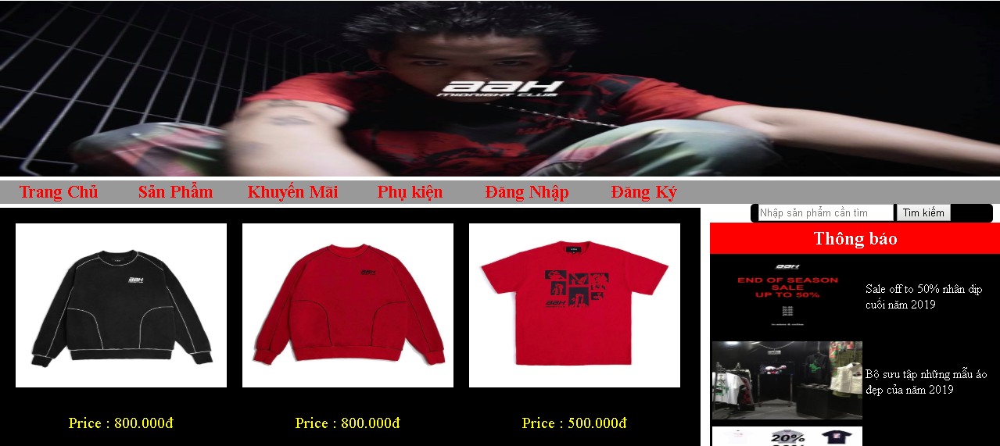 aaH
MIDNIGHT CLUB
Trang Chủ Sản Phẩm Khuyến Mãi Phụ kiện Đăng Nhập Đăng Ký
Nhập sản phẩm cần tìm Tìm kiếm
Thông báo
aaH
aaH
aaH
Price : 800.000đ Price : 800.000đ Price : 500.000đ
aaH
END OF SEASON
SALE
UP TO 50%
Sale off to 50% nhân dịp
cuối năm 2019
Bộ sưu tập những mẫu áo
đẹp của năm 2019
20%